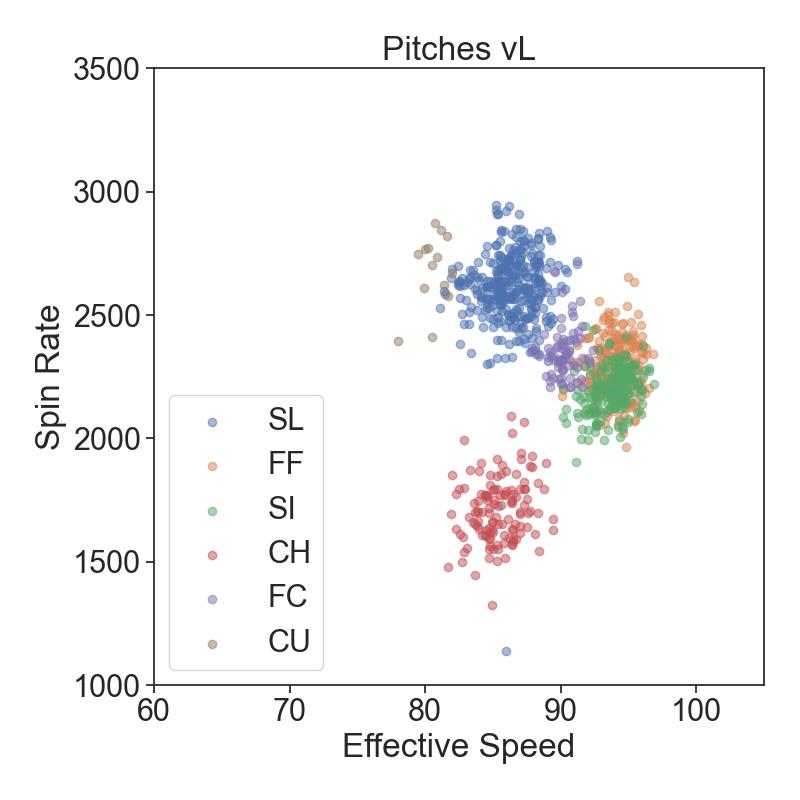 Pitches vL
3500
3000
2500
2000
1500
1000
Spin Rate
SL
FF
SI
CH
FC
CU
60 70 80 90 100
Effective Speed